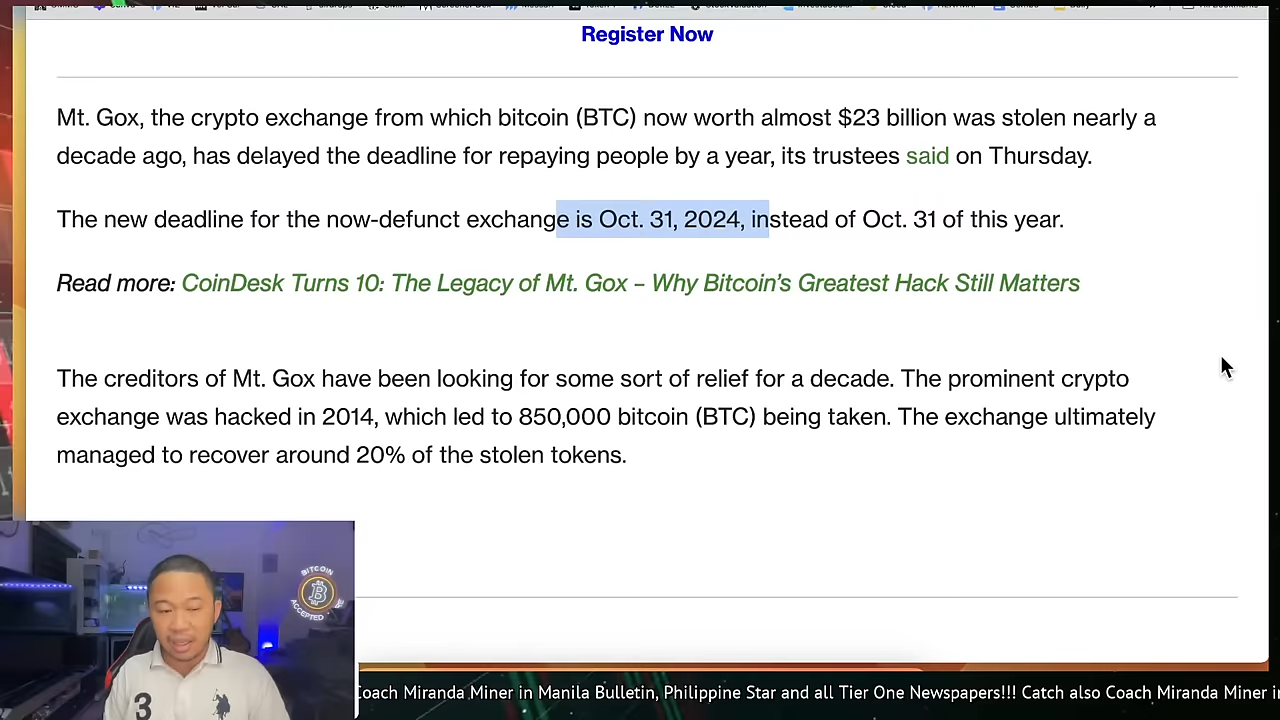 Register Now
Mt. Gox, the crypto exchange from which bitcoin (BTC) now worth almost $23 billion was stolen nearly a
decade ago, has delayed the deadline for repaying people by a year, its trustees said on Thursday.
The new deadline for the now-defunct exchange is Oct. 31, 2024, instead of Oct. 31 of this year.
Read more: CoinDesk Turns 10: The Legacy of Mt. Gox – Why Bitcoin's Greatest Hack Still Matters
The creditors of Mt. Gox have been looking for some sort of relief for a decade. The prominent crypto
exchange was hacked in 2014, which led to 850,000 bitcoin (BTC) being taken. The exchange ultimately
managed to recover around 20% of the stolen tokens.
BITCOIN
ACCEPTED
3
Coach Miranda Miner in Manila Bulletin, Philippine Star and all Tier One Newspapers!!! Catch also Coach Miranda Miner i